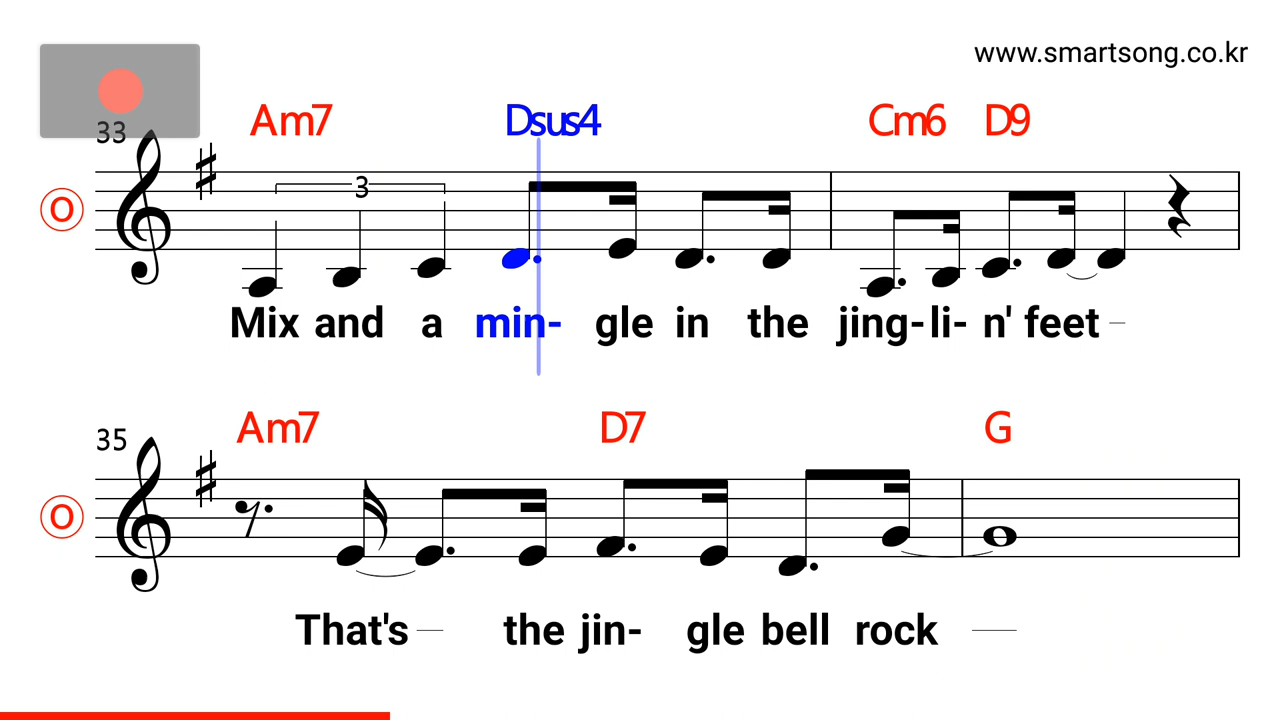 www.smartsong.co.kr
33 Am7 Dsus4 Cm6 D9
3
O
Mix and a min- gle in the jing- li- n' feet
35 Am7 D7 G
O
That's the jin- gle bell rock